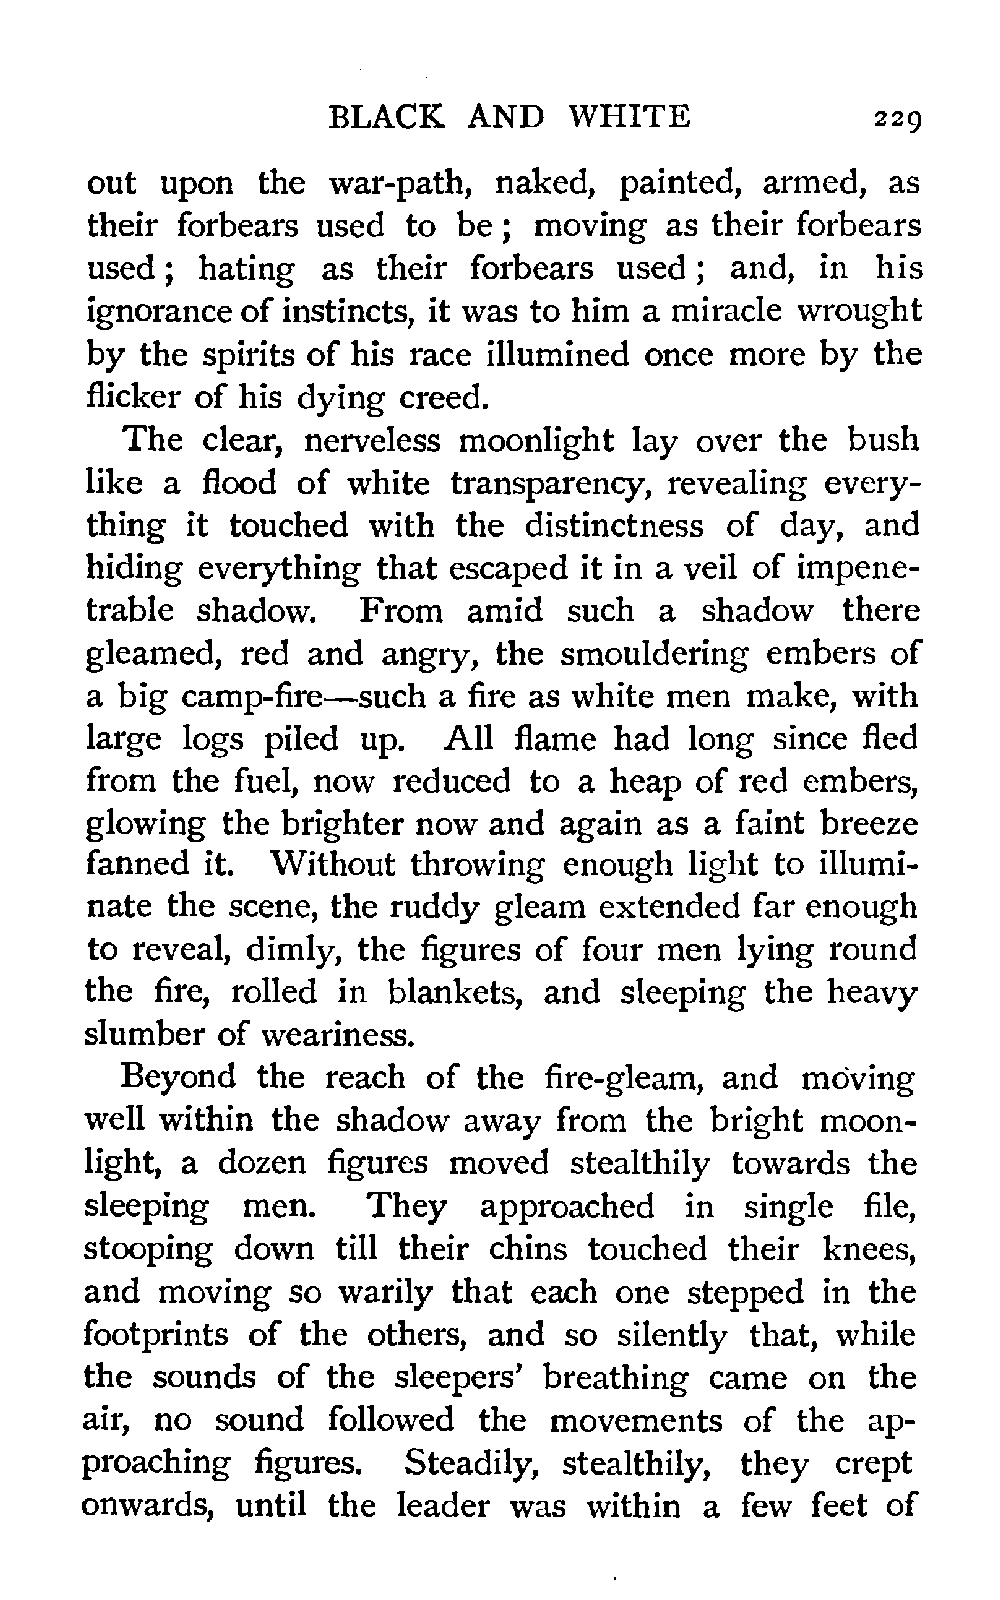 BLACK AND WHITE 229
out upon the war-path, naked, painted, armed, as
their forbears used to be ; moving as their forbears
used ; hating as their forbears used ; and, in his
ignorance of instincts, it was to him a miracle wrought
by the spirits of his race illumined once more by the
flicker of his dying creed.
The clear, nerveless moonlight lay over the bush
like a flood of white transparency, revealing every-
thing it touched with the distinctness of day, and
hiding everything that escaped it in a veil of impene-
trable shadow. From amid such a shadow there
gleamed, red and angry, the smouldering embers of
a big camp-fire—such a fire as white men make, with
large logs piled up. All flame had long since fled
from the fuel, now reduced to a heap of red embers,
glowing the brighter now and again as a faint breeze
fanned it. Without throwing enough light to illumi-
nate the scene, the ruddy gleam extended far enough
to reveal, dimly, the figures of four men lying round
the fire, rolled in blankets, and sleeping the heavy
slumber of weariness.
Beyond the reach of the fire-gleam, and moving
well within the shadow away from the bright moon-
light, a dozen figures moved stealthily towards the
sleeping men. They approached in single file,
stooping down till their chins touched their knees,
and moving so warily that each one stepped in the
footprints of the others, and so silently that, while
the sounds of the sleepers' breathing came on the
air, no sound followed the movements of the ap-
proaching figures. Steadily, stealthily, they crept
onwards, until the leader was within a few feet of